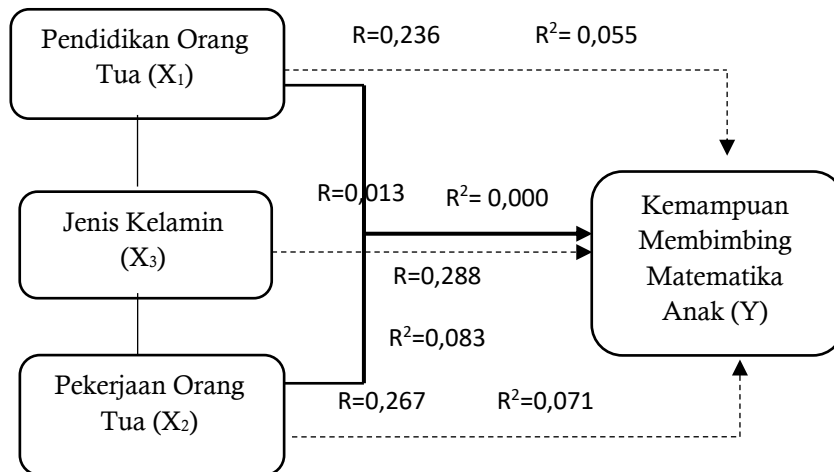 Pendidikan Orang
Tua (X₁)
R=0,236 R²= 0,055
R=0,013 R²= 0,000
Jenis Kelamin
(X₃)
Kemampuan
Membimbing
Matematika
Anak (Y)
R=0,288
R²=0,083
Pekerjaan Orang
Tua (X₂)
R=0,267 R²=0,071